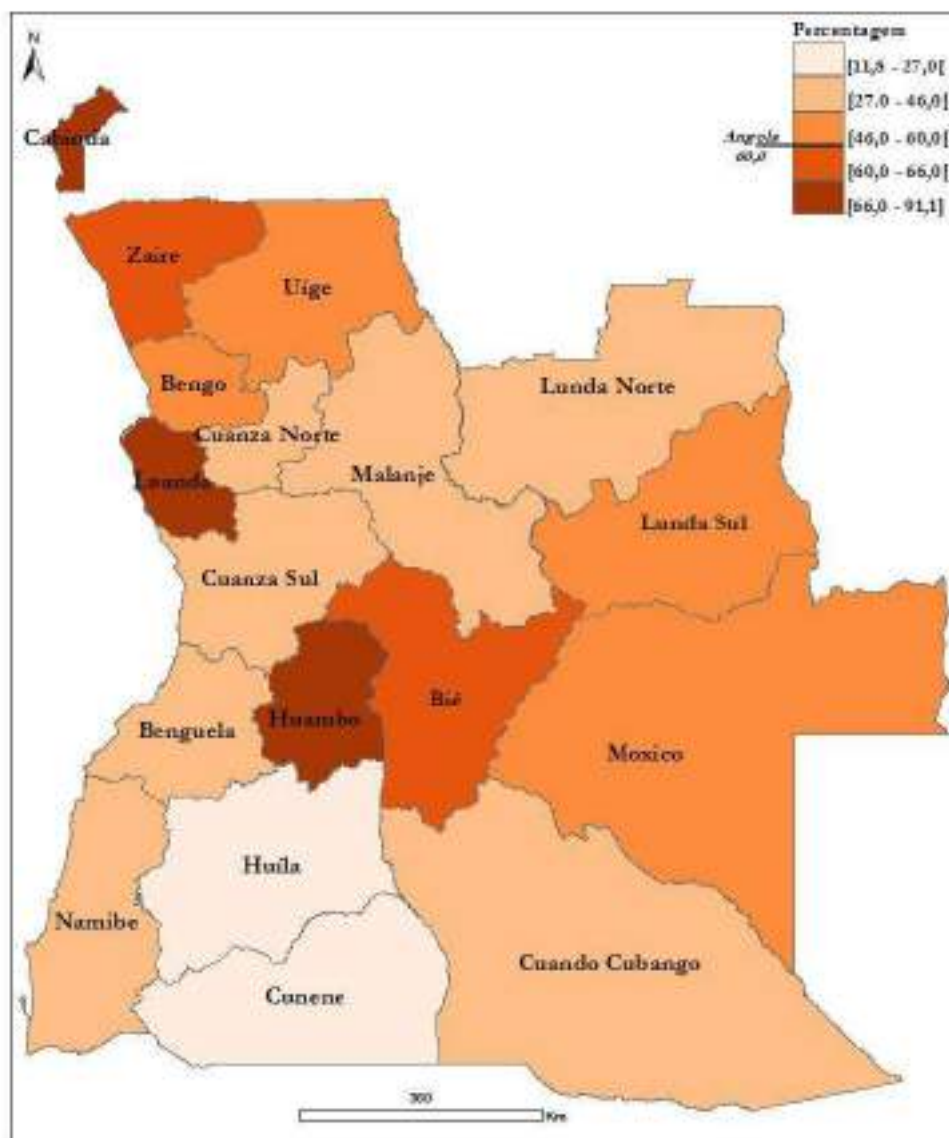 Percentagem
N
[11,8 - 27,0[
[27.0 - 46,0[
[46,0 - 60,0[
Angola
60,0
[60,0 - 66,0[
[66,0 - 91,1]
Cabinda
Zaire
Uíge
Bengo
Lunda Norte
Cuanza Norte
Malanje
Luanda
Lunda Sul
Cuanza Sul
Bié
Huambo
Benguela
Moxico
Huíla
Namibe
Cuando Cubango
Cunene
300
Km